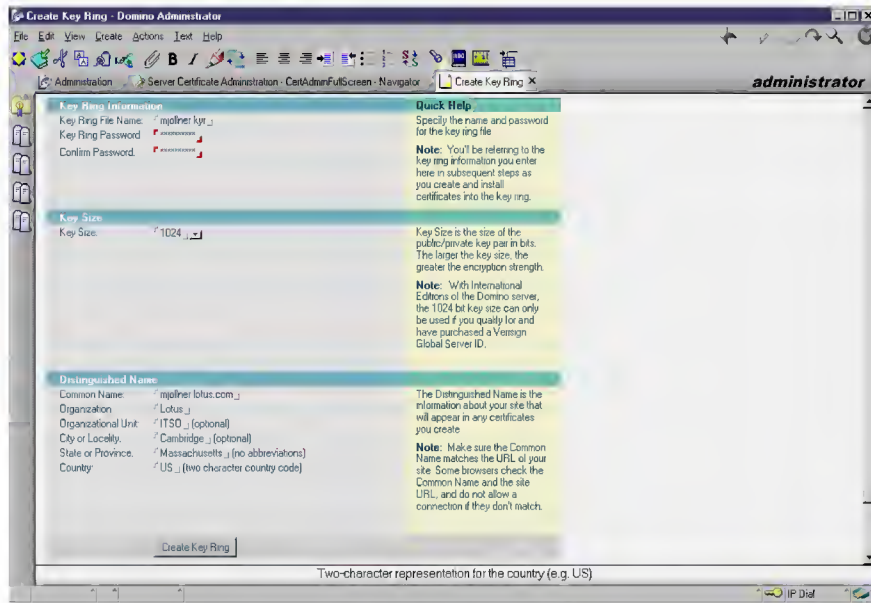 Create Key Ring - Domino Administrator
File Edit View Create Actions Text Help
Administration
Server Certificate Administration - CertAdminFullScreen - Navigator
Create Key Ring
administrator
Key Ring Information
Key Ring File Name: mjollner kyr
Key Ring Password
Confirm Password:
Quick Help
Specify the name and password
for the key ring file
Note: You'll be referring to the
key ring information you enter
here in subsequent steps as
you create and install
certificates into the key ring.
Key Size
Key Size: 1024
Key Size is the size of the
public/private key pair in bits.
The larger the key size, the
greater the encryption strength.
Note: With International
Editions of the Domino server,
the 1024 bit key size can only
be used if you qualify for and
have purchased a Verisign
Global Server ID.
Distinguished Name
Common Name: mjollner lotus.com
Organization Lotus
Organizational Unit ITSO (optional)
City or Locality. Cambridge (optional)
State or Province. Massachusetts (no abbreviations)
Country US (two character country code)
The Distinguished Name is the
information about your site that
will appear in any certificates
you create
Note: Make sure the Common
Name matches the URL of your
site Some browsers check the
Common Name and the site
URL, and do not allow a
connection if they don't match.
Create Key Ring
Two-character representation for the country (e.g. US)
IP Dial